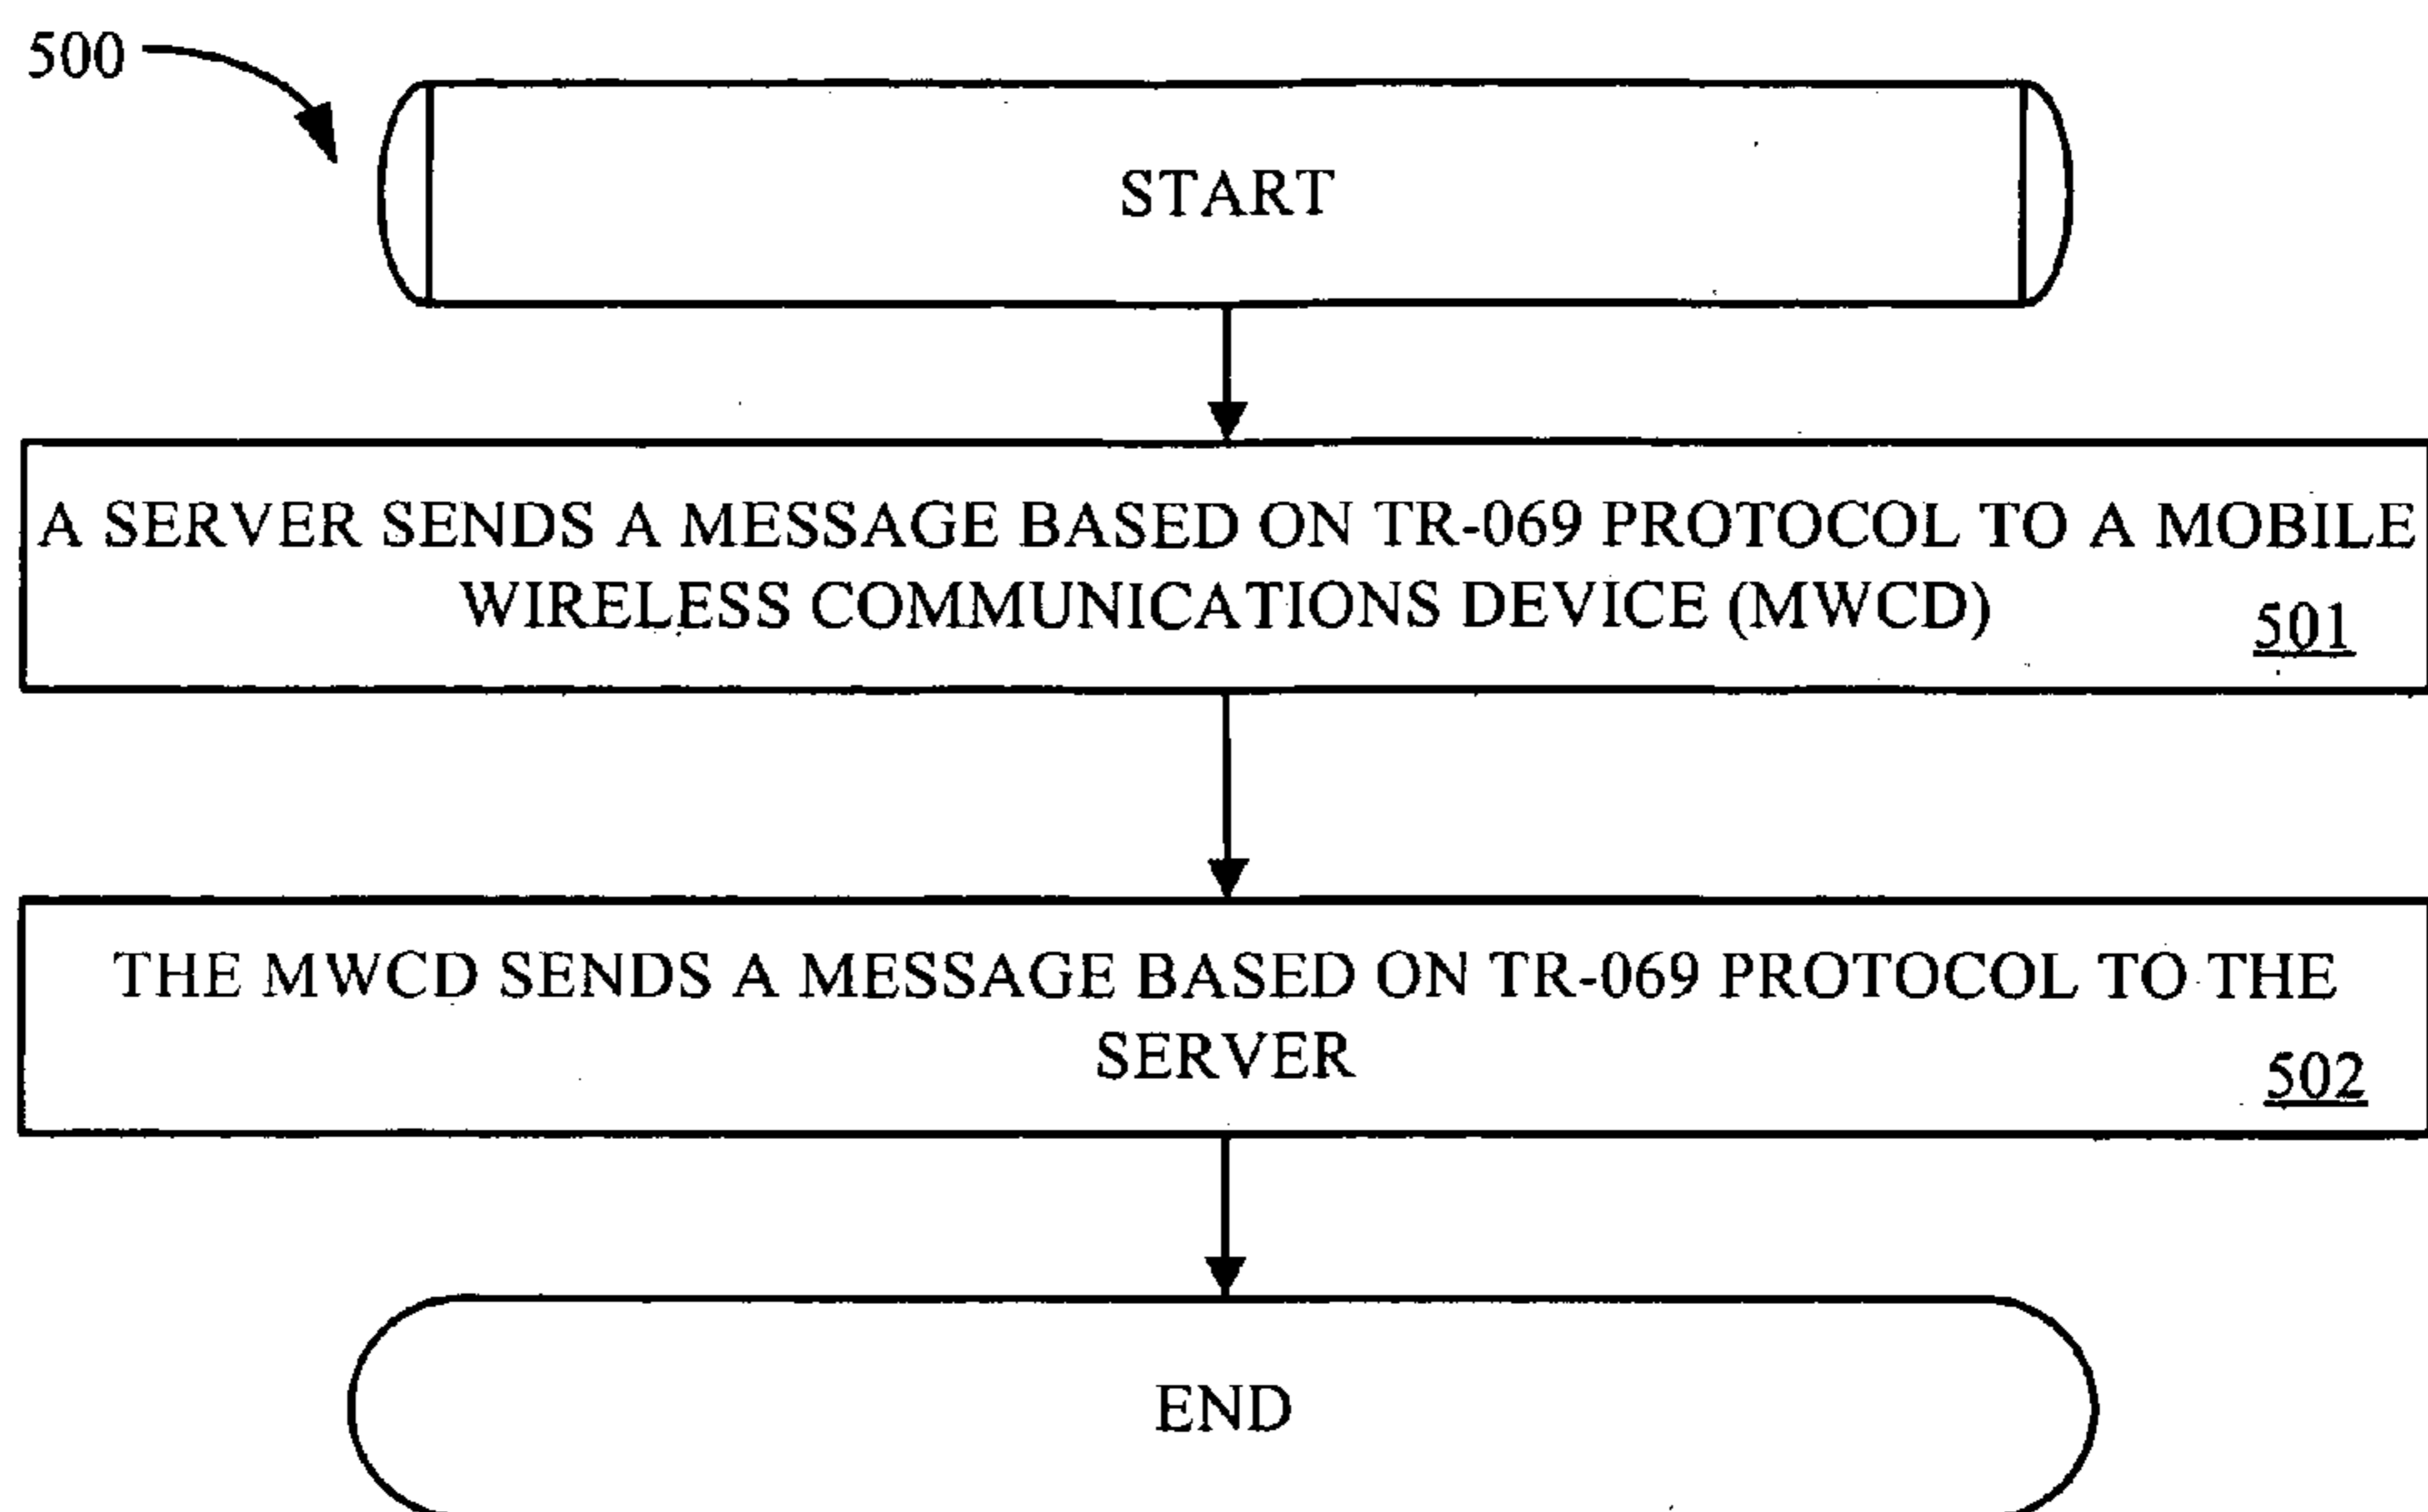 500
START
A SERVER SENDS A MESSAGE BASED ON TR-069 PROTOCOL TO A MOBILE
WIRELESS COMMUNICATIONS DEVICE (MWCD)
501
THE MWCD SENDS A MESSAGE BASED ON TR-069 PROTOCOL TO THE
SERVER
502
END